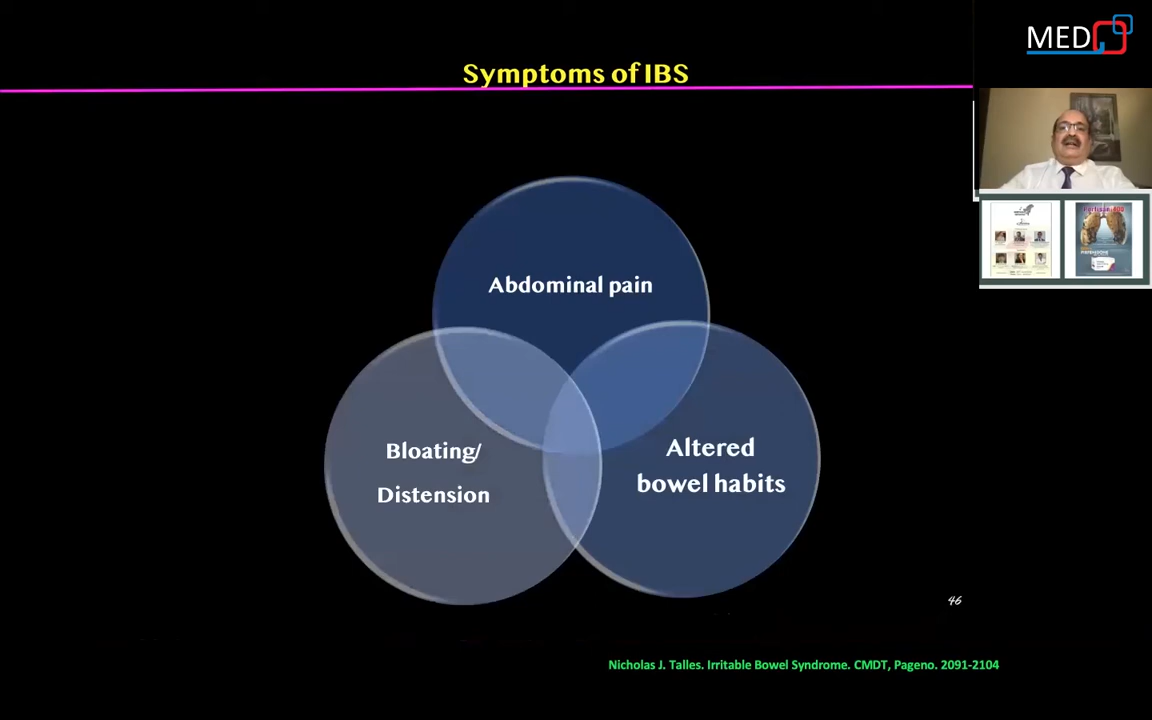 MED
Symptoms of IBS
Abdominal pain
Bloating/
Distension
Altered
bowel habits
46
Nicholas J. Talles. Irritable Bowel Syndrome. CMDT, Pageno. 2091-2104